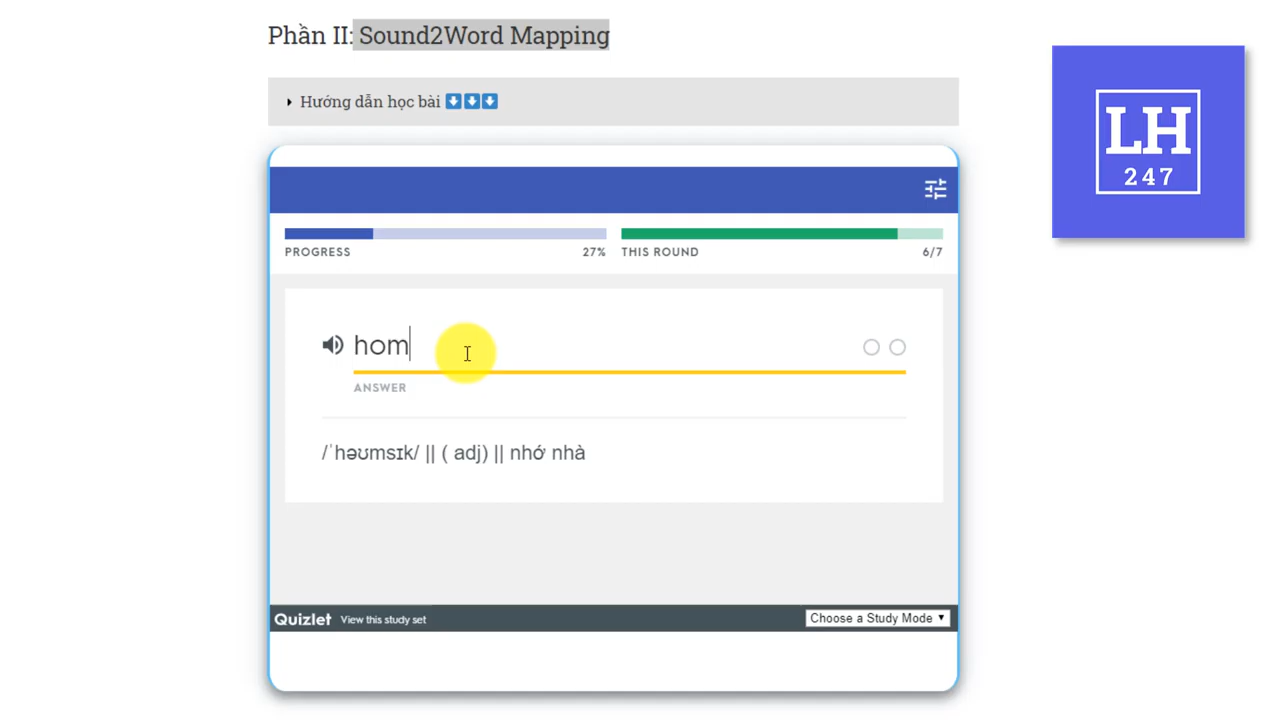 Phần II: Sound2Word Mapping
Hướng dẫn học bài
LH
247
PROGRESS 27% THIS ROUND 6/7
hom
ANSWER
/ˈhəʊmsɪk/ || ( adj) || nhớ nhà
Quizlet View this study set Choose a Study Mode